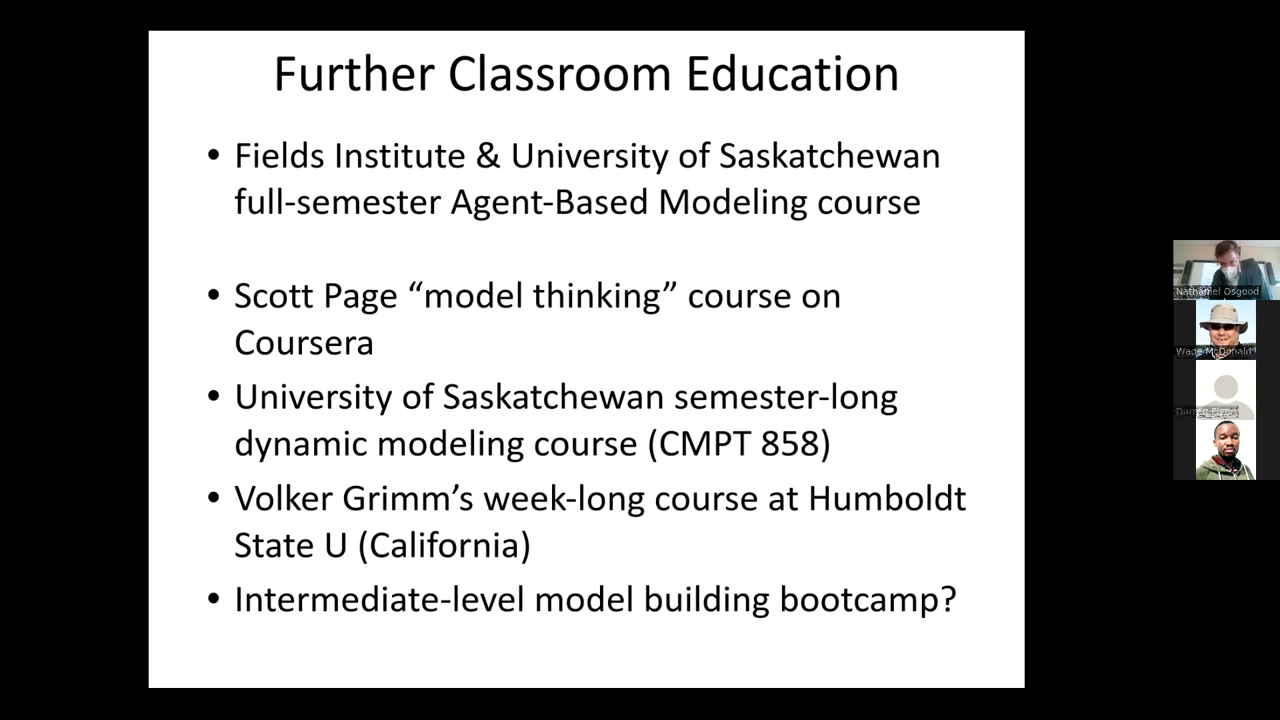 Further Classroom Education
• Fields Institute & University of Saskatchewan
full-semester Agent-Based Modeling course
• Scott Page “model thinking” course on
Coursera
• University of Saskatchewan semester-long
dynamic modeling course (CMPT 858)
• Volker Grimm’s week-long course at Humboldt
State U (California)
• Intermediate-level model building bootcamp?
Nathaniel Osgood
Wade McDonald